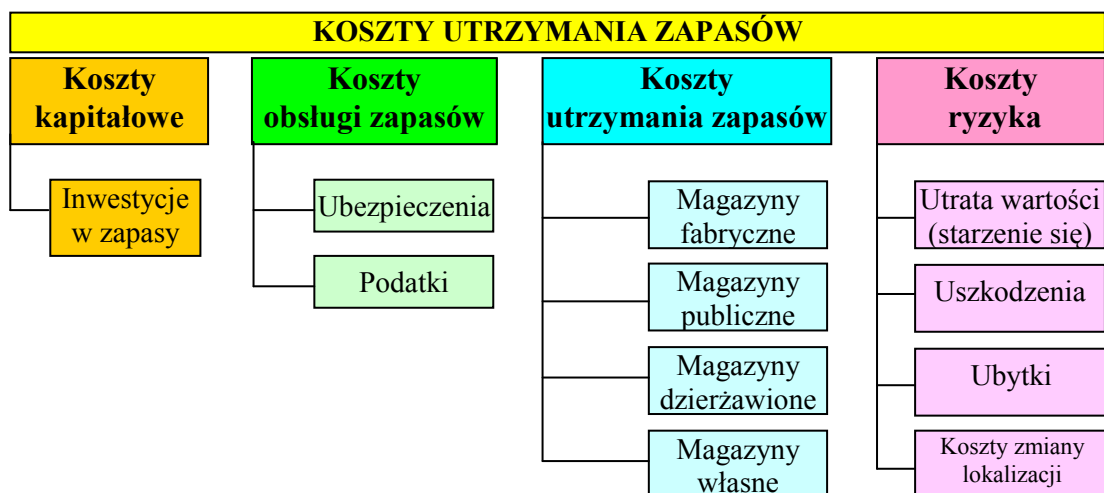 KOSZTY UTRZYMANIA ZAPASÓW
Koszty
kapitałowe
Inwestycje
w zapasy
Koszty
obsługi zapasów
Ubezpieczenia
Podatki
Koszty
utrzymania zapasów
Magazyny
fabryczne
Magazyny
publiczne
Magazyny
dzierżawione
Magazyny
własne
Koszty
ryzyka
Utrata wartości
(starzenie się)
Uszkodzenia
Ubytki
Koszty zmiany
lokalizacji